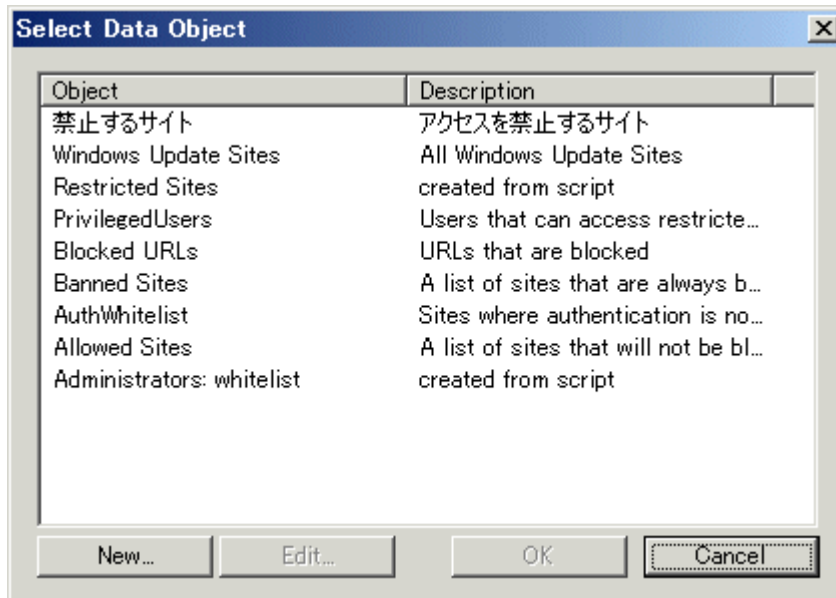 Select Data Object
Object Description
禁止するサイト アクセスを禁止するサイト
Windows Update Sites All Windows Update Sites
Restricted Sites created from script
PrivilegedUsers Users that can access restricte...
Blocked URLs URLs that are blocked
Banned Sites A list of sites that are always b...
AuthWhitelist Sites where authentication is no...
Allowed Sites A list of sites that will not be bl...
Administrators: whitelist created from script
New... Edit... OK Cancel